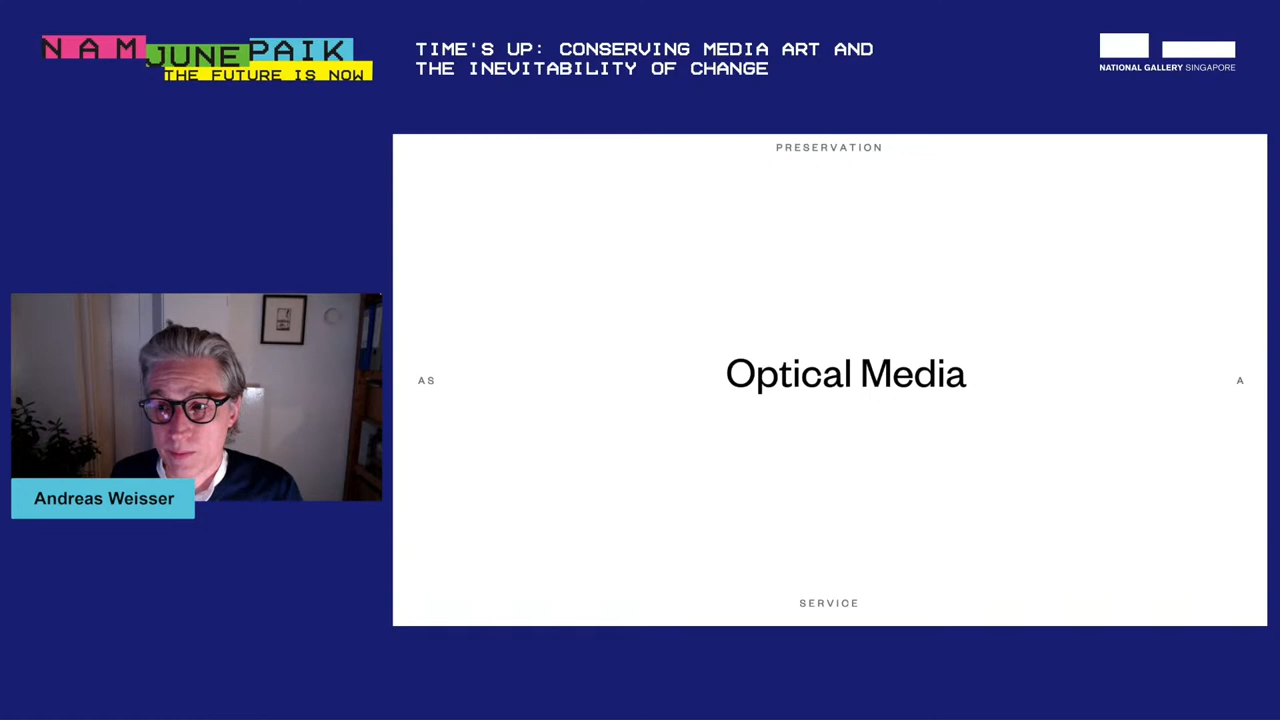 NAM
JUNE PAIK
THE FUTURE IS NOW
TIME'S UP: CONSERVING MEDIA ART AND
THE INEVITABILITY OF CHANGE
NATIONAL GALLERY SINGAPORE
PRESERVATION
Optical Media
AS
A
SERVICE
Andreas Weisser